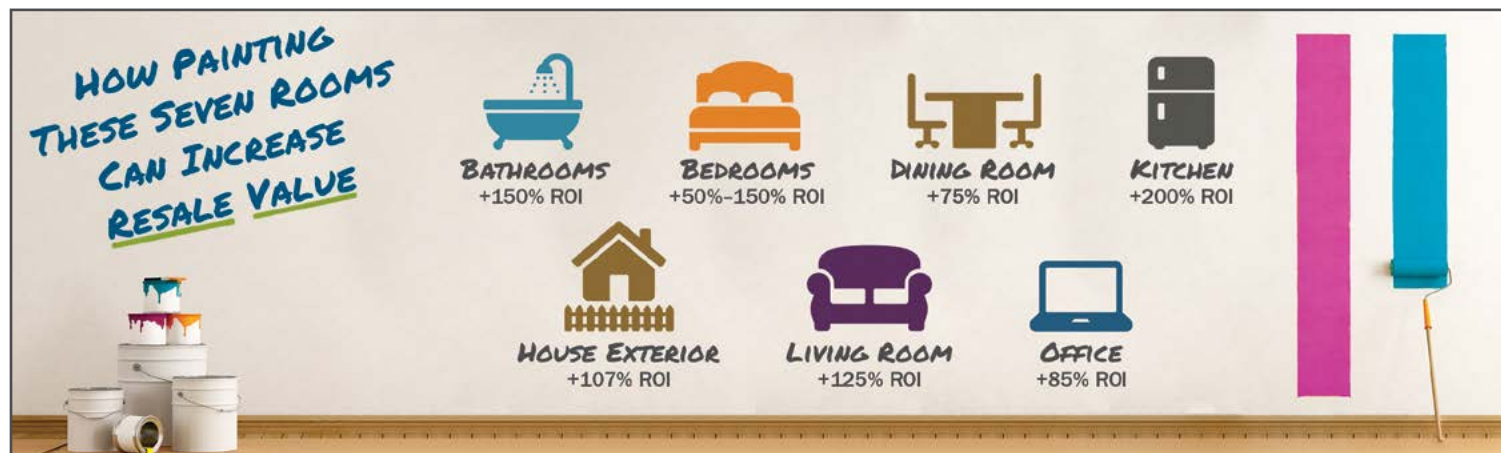 HOW PAINTING
THESE SEVEN ROOMS
CAN INCREASE
RESALE VALUE
BATHROOMS
+150% ROI
BEDROOMS
+50%–150% ROI
DINING ROOM
+75% ROI
KITCHEN
+200% ROI
HOUSE EXTERIOR
+107% ROI
LIVING ROOM
+125% ROI
OFFICE
+85% ROI